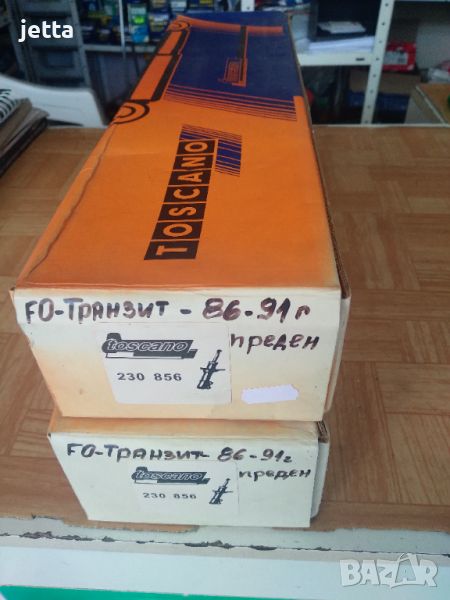 jetta
TOSCANO
FO-ТРАНЗИТ - 86-91г
преден
toscano
230 856
FO-ТРАНЗИТ- 86-91г
преден
toscano
230 856
BAZAR